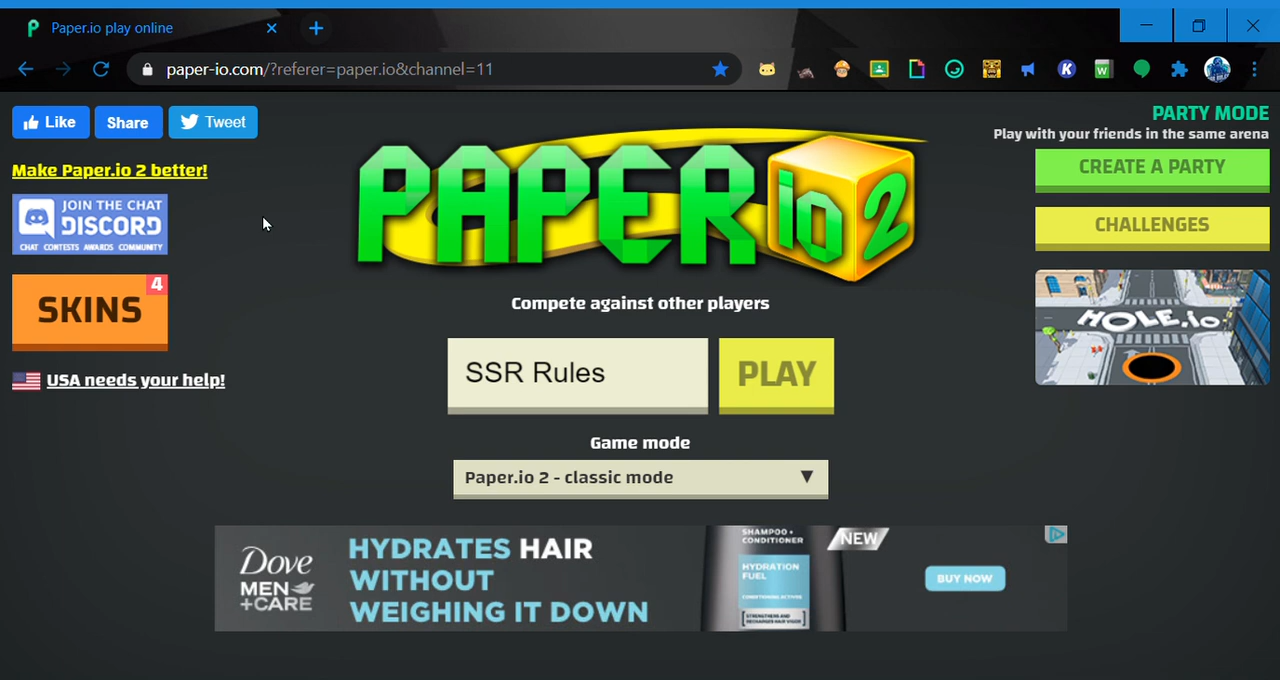 Paper.io play online
paper-io.com/?referer=paper.io&channel=11
Like
Share
Tweet
PARTY MODE
Play with your friends in the same arena
CREATE A PARTY
CHALLENGES
HOLE.io
Make Paper.io 2 better!
JOIN THE CHAT
DISCORD
CHAT CONTESTS AWARDS COMMUNITY
SKINS
4
USA needs your help!
PAPER io 2
Compete against other players
SSR Rules
PLAY
Game mode
Paper.io 2 - classic mode
Dove
MEN
+CARE
HYDRATES HAIR
WITHOUT
WEIGHING IT DOWN
SHAMPOO +
CONDITIONER
HYDRATION
FUEL
NEW
BUY NOW